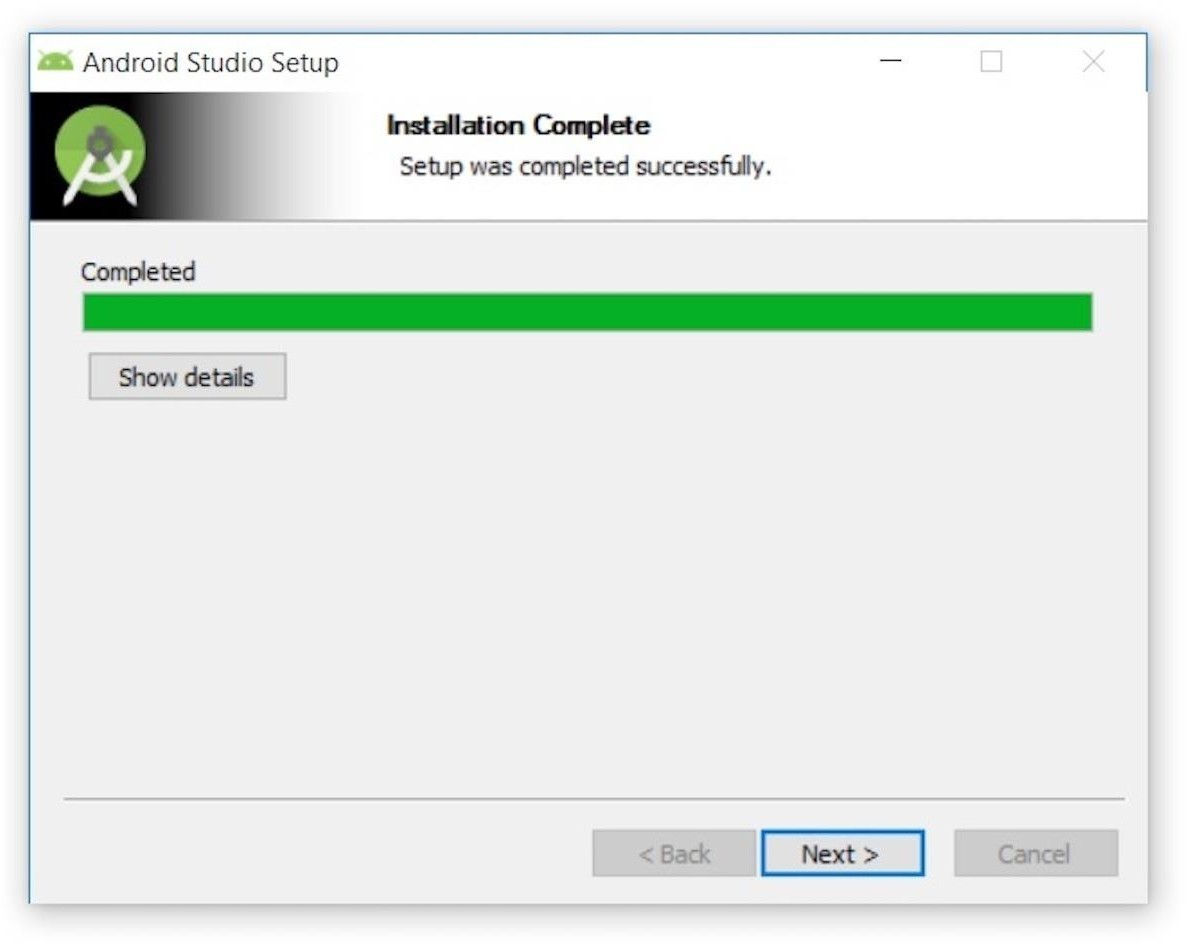 Android Studio Setup
Installation Complete
Setup was completed successfully.
Completed
Show details
< Back
Next >
Cancel